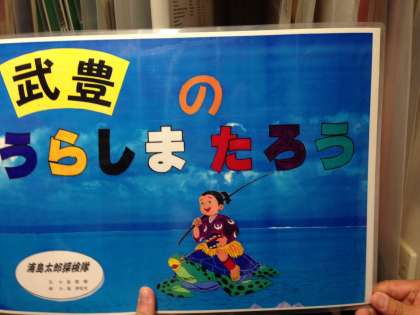 武豊
の
うらしまたろう
浦島太郎探検隊